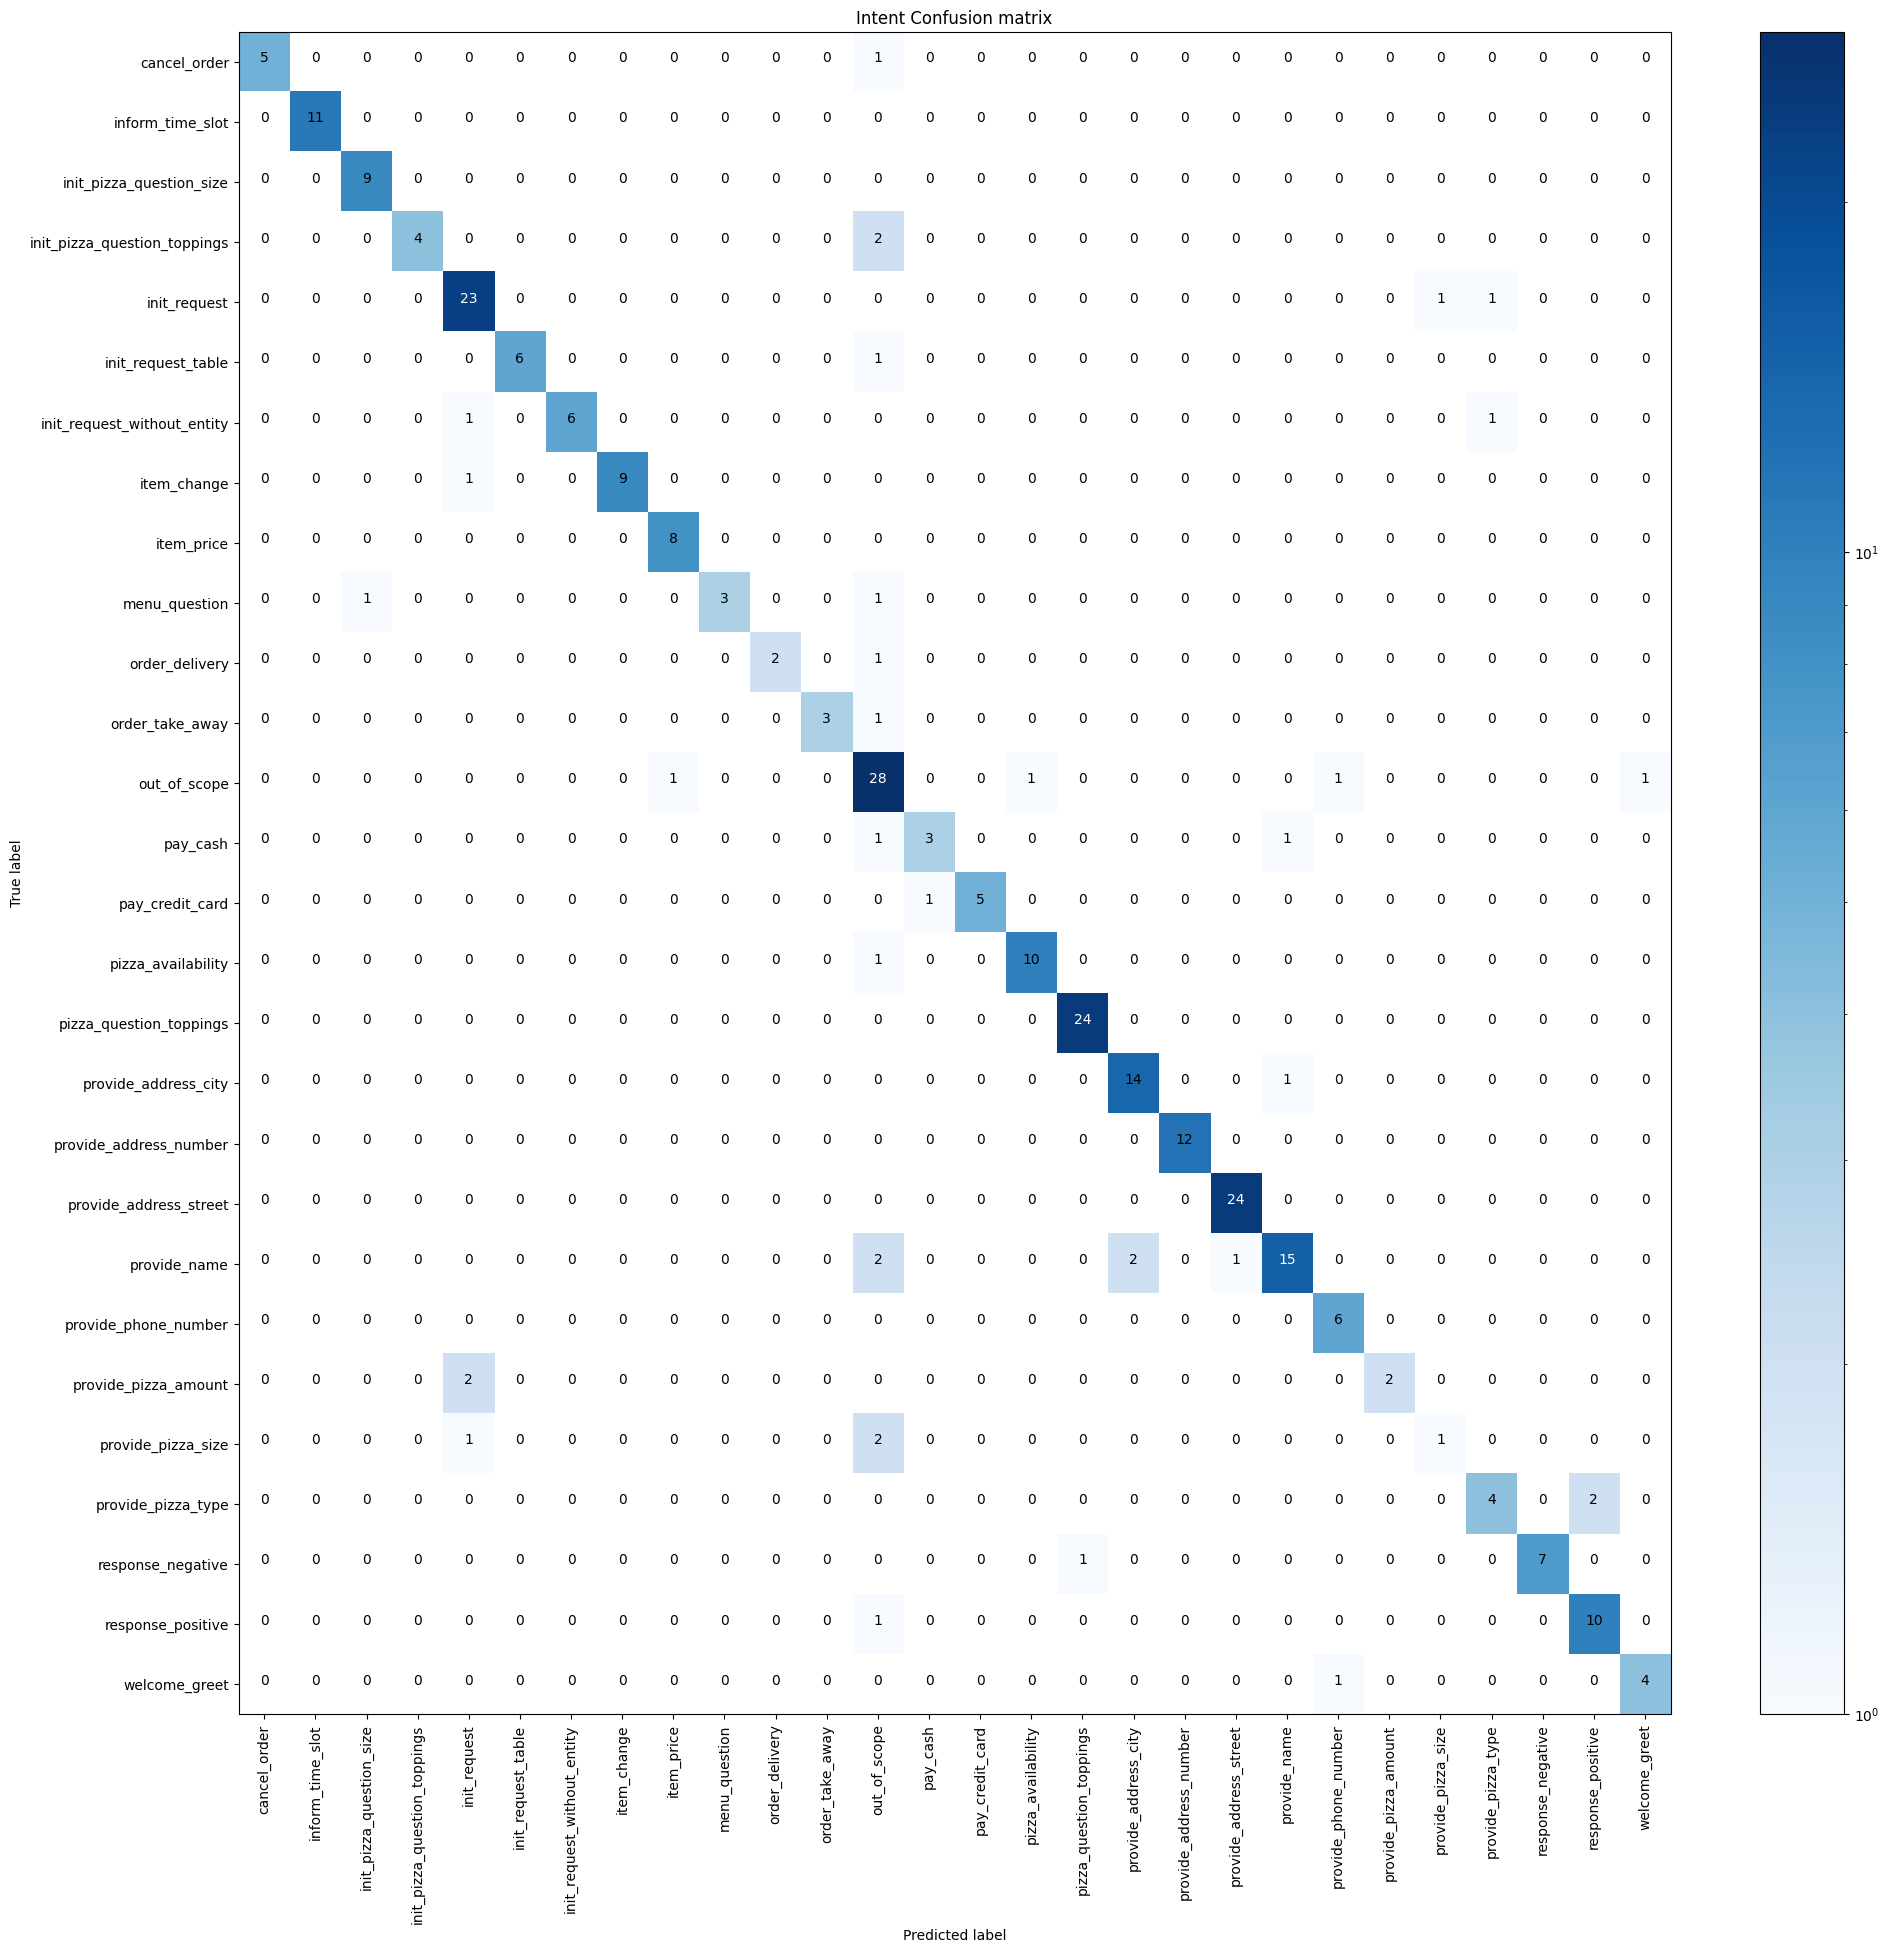 Intent Confusion matrix
cancel_order 5 0 0 0 0 0 0 0 0 0 0 0 1 0 0 0 0 0 0 0 0 0 0 0 0 0 0 0
inform_time_slot 0 11 0 0 0 0 0 0 0 0 0 0 0 0 0 0 0 0 0 0 0 0 0 0 0 0 0 0
init_pizza_question_size 0 0 9 0 0 0 0 0 0 0 0 0 0 0 0 0 0 0 0 0 0 0 0 0 0 0 0 0
init_pizza_question_toppings 0 0 0 4 0 0 0 0 0 0 0 0 2 0 0 0 0 0 0 0 0 0 0 0 0 0 0 0
init_request 0 0 0 0 23 0 0 0 0 0 0 0 0 0 0 0 0 0 0 0 0 0 0 1 1 0 0 0
init_request_table 0 0 0 0 0 6 0 0 0 0 0 0 1 0 0 0 0 0 0 0 0 0 0 0 0 0 0 0
init_request_without_entity 0 0 0 0 1 0 6 0 0 0 0 0 0 0 0 0 0 0 0 0 0 0 0 0 1 0 0 0
item_change 0 0 0 0 1 0 0 9 0 0 0 0 0 0 0 0 0 0 0 0 0 0 0 0 0 0 0 0
item_price 0 0 0 0 0 0 0 0 8 0 0 0 0 0 0 0 0 0 0 0 0 0 0 0 0 0 0 0
menu_question 0 0 1 0 0 0 0 0 0 3 0 0 1 0 0 0 0 0 0 0 0 0 0 0 0 0 0 0
order_delivery 0 0 0 0 0 0 0 0 0 0 2 0 1 0 0 0 0 0 0 0 0 0 0 0 0 0 0 0
order_take_away 0 0 0 0 0 0 0 0 0 0 0 3 1 0 0 0 0 0 0 0 0 0 0 0 0 0 0 0
out_of_scope 0 0 0 0 0 0 0 0 1 0 0 0 28 0 0 1 0 0 0 0 0 1 0 0 0 0 0 1
pay_cash 0 0 0 0 0 0 0 0 0 0 0 0 1 3 0 0 0 0 0 0 1 0 0 0 0 0 0 0
pay_credit_card 0 0 0 0 0 0 0 0 0 0 0 0 0 1 5 0 0 0 0 0 0 0 0 0 0 0 0 0
pizza_availability 0 0 0 0 0 0 0 0 0 0 0 0 1 0 0 10 0 0 0 0 0 0 0 0 0 0 0 0
pizza_question_toppings 0 0 0 0 0 0 0 0 0 0 0 0 0 0 0 0 24 0 0 0 0 0 0 0 0 0 0 0
provide_address_city 0 0 0 0 0 0 0 0 0 0 0 0 0 0 0 0 0 14 0 0 1 0 0 0 0 0 0 0
provide_address_number 0 0 0 0 0 0 0 0 0 0 0 0 0 0 0 0 0 0 12 0 0 0 0 0 0 0 0 0
provide_address_street 0 0 0 0 0 0 0 0 0 0 0 0 0 0 0 0 0 0 0 24 0 0 0 0 0 0 0 0
provide_name 0 0 0 0 0 0 0 0 0 0 0 0 2 0 0 0 0 2 0 1 15 0 0 0 0 0 0 0
provide_phone_number 0 0 0 0 0 0 0 0 0 0 0 0 0 0 0 0 0 0 0 0 0 6 0 0 0 0 0 0
provide_pizza_amount 0 0 0 0 2 0 0 0 0 0 0 0 0 0 0 0 0 0 0 0 0 0 2 0 0 0 0 0
provide_pizza_size 0 0 0 0 1 0 0 0 0 0 0 0 2 0 0 0 0 0 0 0 0 0 0 1 0 0 0 0
provide_pizza_type 0 0 0 0 0 0 0 0 0 0 0 0 0 0 0 0 0 0 0 0 0 0 0 0 4 0 2 0
response_negative 0 0 0 0 0 0 0 0 0 0 0 0 0 0 0 0 1 0 0 0 0 0 0 0 0 7 0 0
response_positive 0 0 0 0 0 0 0 0 0 0 0 0 1 0 0 0 0 0 0 0 0 0 0 0 0 0 10 0
welcome_greet 0 0 0 0 0 0 0 0 0 0 0 0 0 0 0 0 0 0 0 0 0 1 0 0 0 0 0 4
True label
cancel_order
inform_time_slot
init_pizza_question_size
init_pizza_question_toppings
init_request
init_request_table
init_request_without_entity
item_change
item_price
menu_question
order_delivery
order_take_away
out_of_scope
pay_cash
pay_credit_card
pizza_availability
pizza_question_toppings
provide_address_city
provide_address_number
provide_address_street
provide_name
provide_phone_number
provide_pizza_amount
provide_pizza_size
provide_pizza_type
response_negative
response_positive
welcome_greet
Predicted label
10¹
10⁰